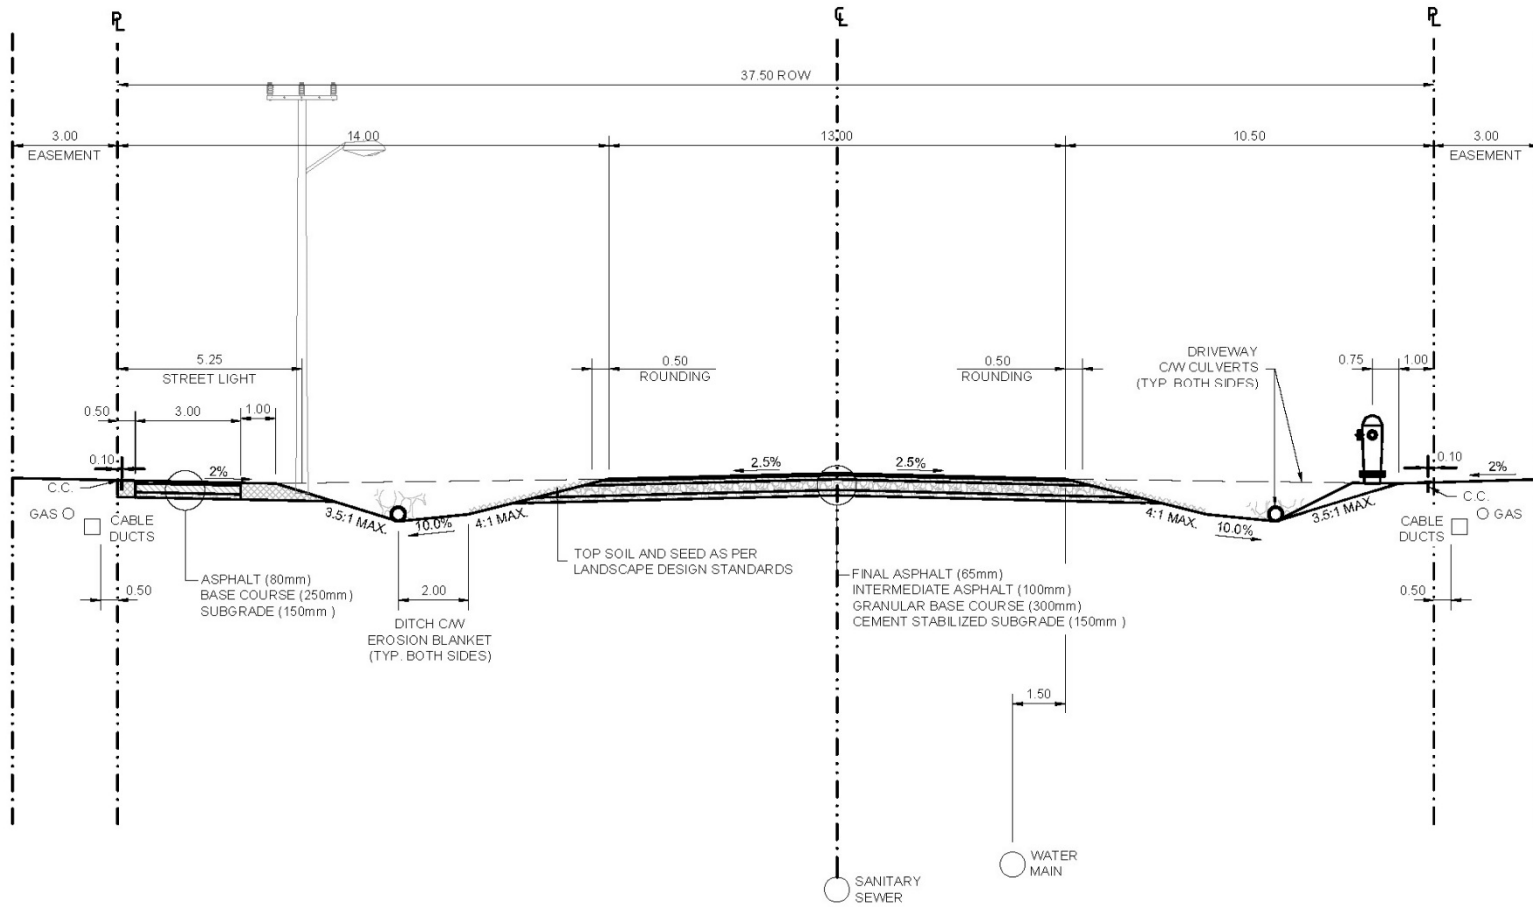 PL
CL
PL
37.50 ROW
3.00
EASEMENT
14.00
13.00
10.50
3.00
EASEMENT
5.25
STREET LIGHT
0.50
ROUNDING
0.50
ROUNDING
DRIVEWAY
C/W CULVERTS
(TYP. BOTH SIDES)
0.75
1.00
0.50
3.00
1.00
0.10
2%
2.5%
2.5%
0.10
2%
C.C.
C.C.
GAS
CABLE
DUCTS
3.5:1 MAX.
10.0%
4:1 MAX.
4:1 MAX.
10.0%
3.5:1 MAX.
CABLE
DUCTS
GAS
TOP SOIL AND SEED AS PER
LANDSCAPE DESIGN STANDARDS
0.50
ASPHALT (80mm)
BASE COURSE (250mm)
SUBGRADE (150mm)
2.00
DITCH C/W
EROSION BLANKET
(TYP. BOTH SIDES)
FINAL ASPHALT (65mm)
INTERMEDIATE ASPHALT (100mm)
GRANULAR BASE COURSE (300mm)
CEMENT STABILIZED SUBGRADE (150mm)
0.50
1.50
WATER
MAIN
SANITARY
SEWER